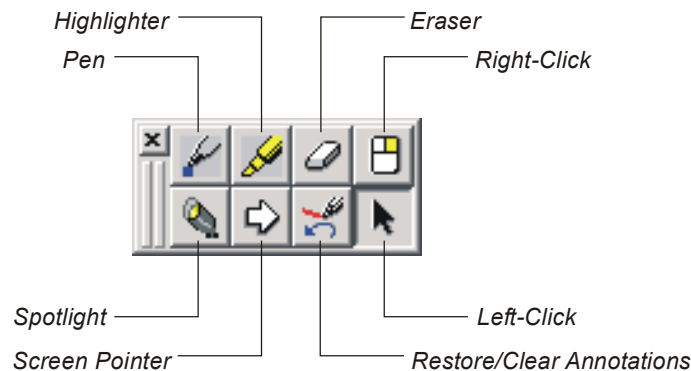 Highlighter
Eraser
Pen
Right-Click
Spotlight
Left-Click
Screen Pointer
Restore/Clear Annotations